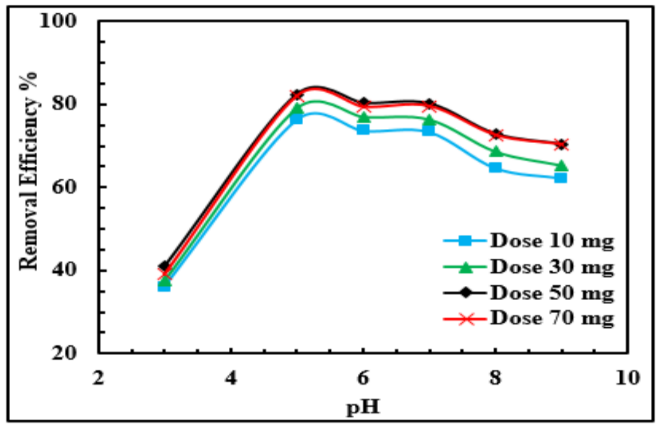 100
80
60
40
20
Removal Efficiency %
Dose 10 mg
Dose 30 mg
Dose 50 mg
Dose 70 mg
2 4 6 8 10
pH